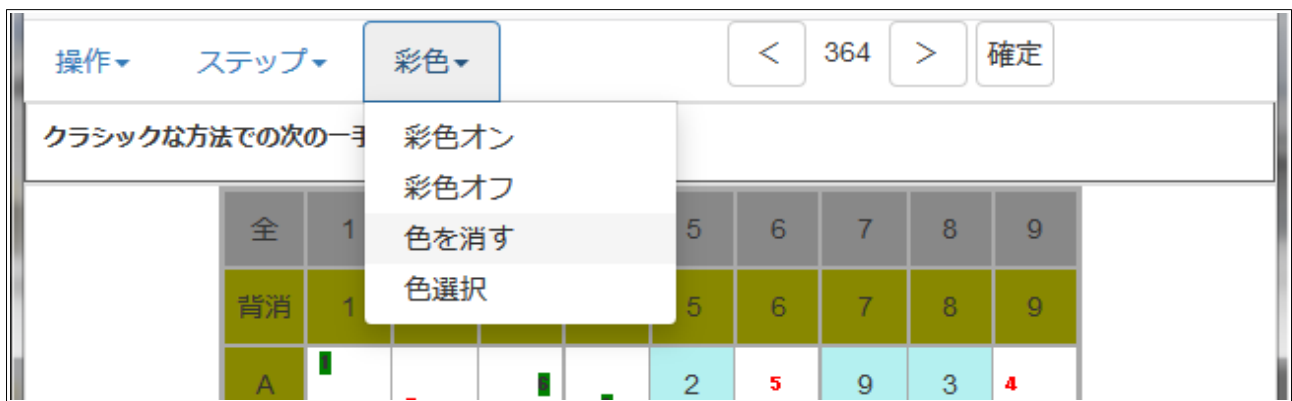 操作▾ ステップ▾ 彩色▾ < 364 > 確定
クラシックな方法での次の一手
彩色オン
彩色オフ
色を消す
色選択
全 1 5 6 7 8 9
背消 1 5 6 7 8 9
A 1 6 2 5 9 3 4